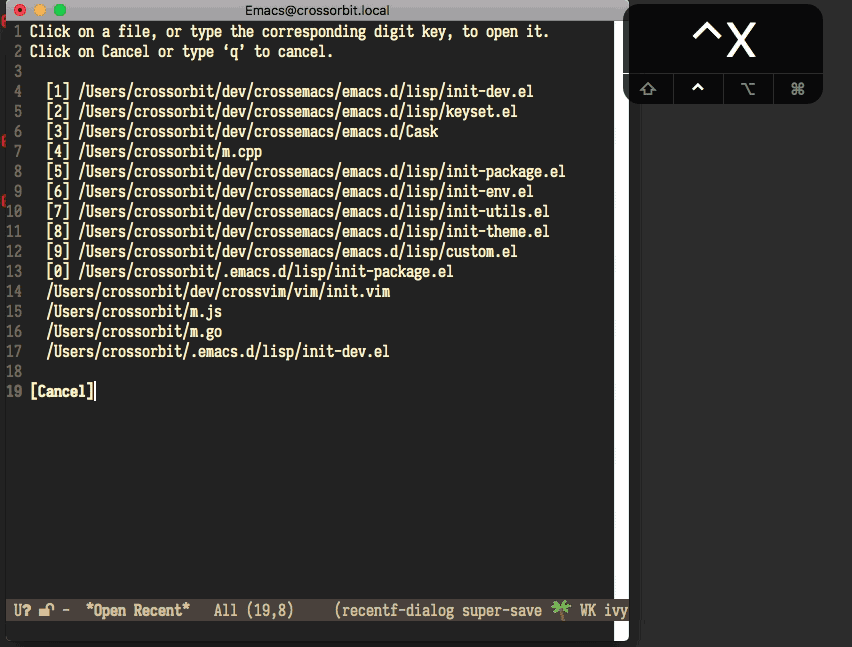 Emacs@crossorbit.local
^X
1 Click on a file, or type the corresponding digit key, to open it.
2 Click on Cancel or type ‘q’ to cancel.
3
4 [1] /Users/crossorbit/dev/crossemacs/emacs.d/lisp/init-dev.el
5 [2] /Users/crossorbit/dev/crossemacs/emacs.d/lisp/keyset.el
6 [3] /Users/crossorbit/dev/crossemacs/emacs.d/Cask
7 [4] /Users/crossorbit/m.cpp
8 [5] /Users/crossorbit/dev/crossemacs/emacs.d/lisp/init-package.el
9 [6] /Users/crossorbit/dev/crossemacs/emacs.d/lisp/init-env.el
10 [7] /Users/crossorbit/dev/crossemacs/emacs.d/lisp/init-utils.el
11 [8] /Users/crossorbit/dev/crossemacs/emacs.d/lisp/init-theme.el
12 [9] /Users/crossorbit/dev/crossemacs/emacs.d/lisp/custom.el
13 [0] /Users/crossorbit/.emacs.d/lisp/init-package.el
14 /Users/crossorbit/dev/crossvim/vim/init.vim
15 /Users/crossorbit/m.js
16 /Users/crossorbit/m.go
17 /Users/crossorbit/.emacs.d/lisp/init-dev.el
18
19 [Cancel]
U? 🔓 - *Open Recent* All (19,8) (recentf-dialog super-save 🌴 WK ivy